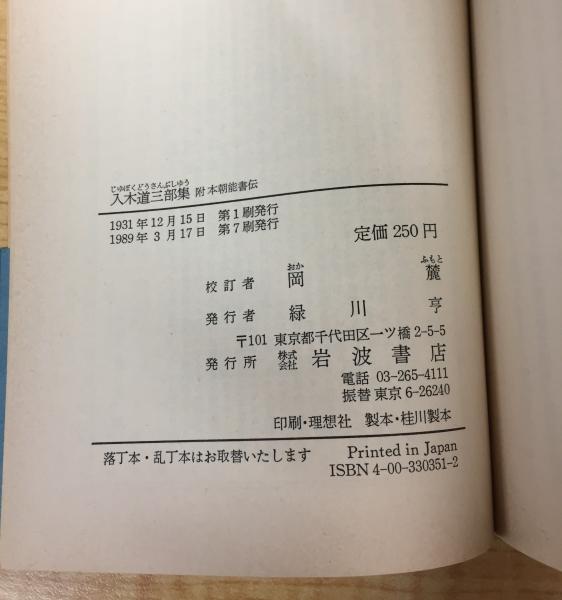 じゅぼくどうさんぶしゅう
入木道三部集 附 本朝能書伝
1931年12月15日 第1刷発行
1989年3月17日 第7刷発行
定価 250円
おか ふもと
校訂者 岡 麓
発行者 緑川 亨
〒101 東京都千代田区一ツ橋2-5-5
発行所 株式会社 岩波書店
電話 03-265-4111
振替 東京6-26240
印刷・理想社 製本・桂川製本
落丁本・乱丁本はお取替いたします
Printed in Japan
ISBN 4-00-330351-2